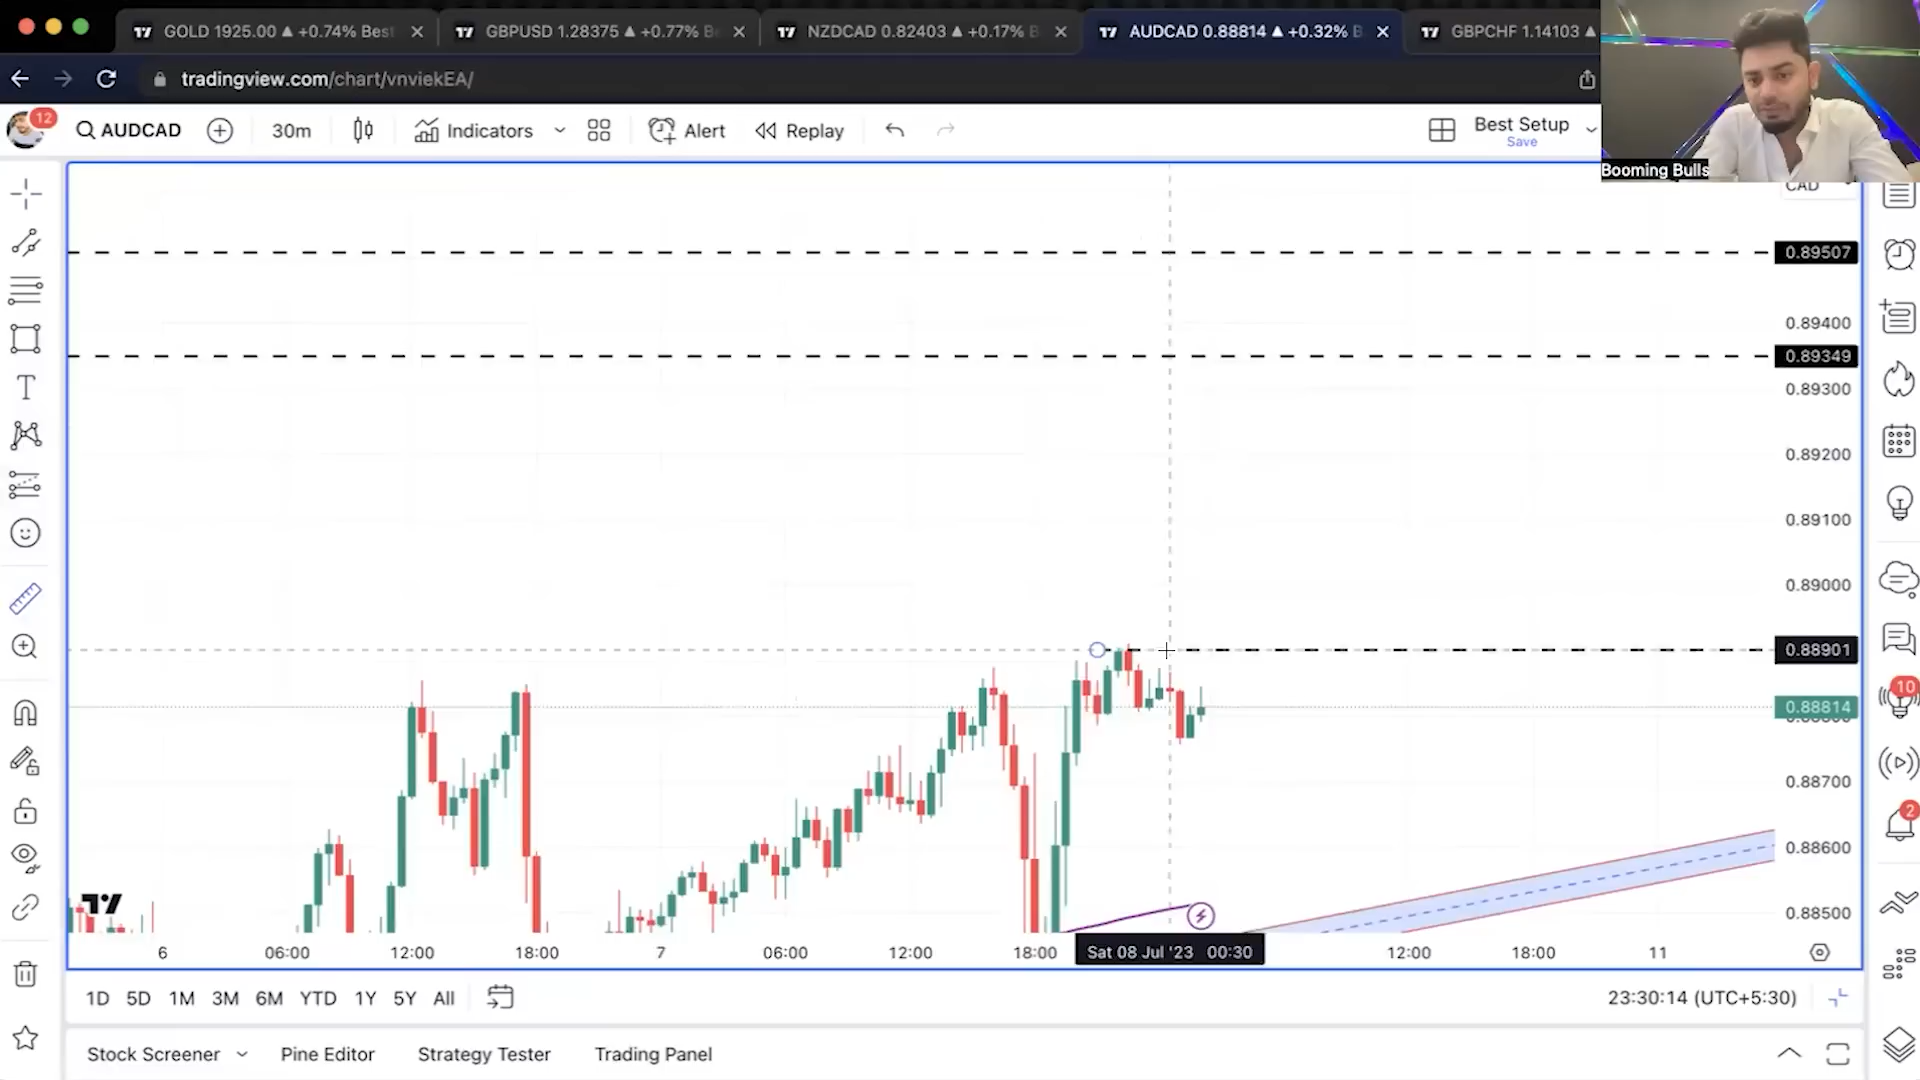 GOLD 1925.00 ▲ +0.74% Best
GBPUSD 1.28375 ▲ +0.77% B
NZDCAD 0.82403 ▲ +0.17% B
AUDCAD 0.88814 ▲ +0.32% B
GBPCHF 1.14103 ▲
tradingview.com/chart/vnviekEA/
12
AUDCAD
30m
Indicators
Alert
Replay
Best Setup
Save
Booming Bulls
CAD
0.89507
0.89400
0.89349
0.89300
0.89200
0.89100
0.89000
0.88901
0.88814
0.88700
0.88600
0.88500
10
2
6
06:00
12:00
18:00
7
06:00
12:00
18:00
Sat 08 Jul '23 00:30
12:00
18:00
11
1D
5D
1M
3M
6M
YTD
1Y
5Y
All
23:30:14 (UTC+5:30)
Stock Screener
Pine Editor
Strategy Tester
Trading Panel